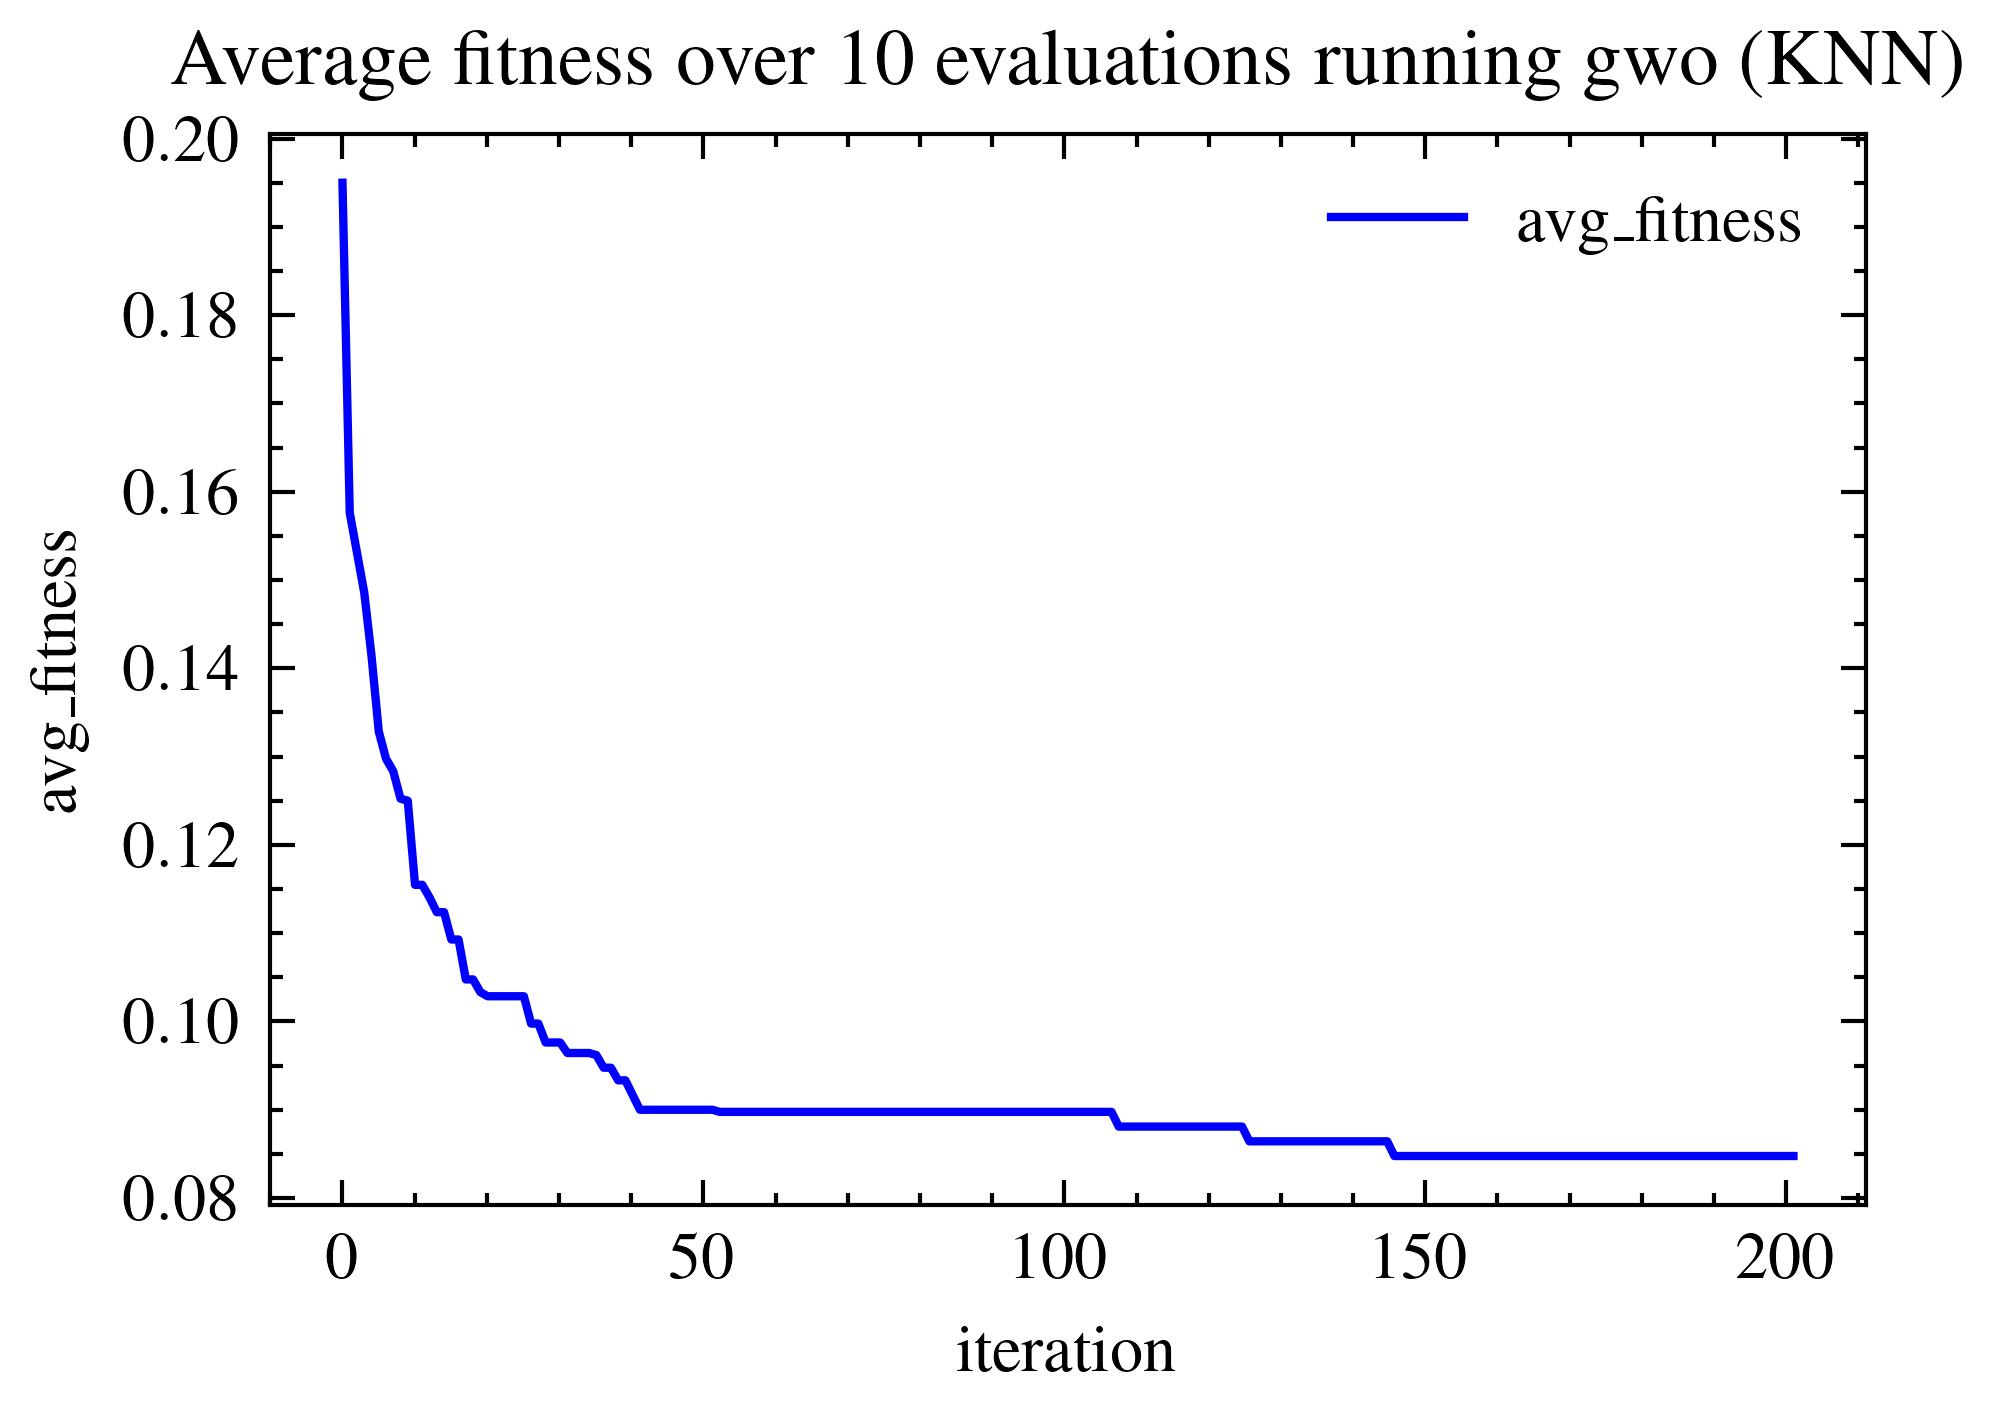 Average fitness over 10 evaluations running gwo (KNN)
0.20
0.18
0.16
0.14
0.12
0.10
0.08
avg_fitness
avg_fitness
0 50 100 150 200
iteration